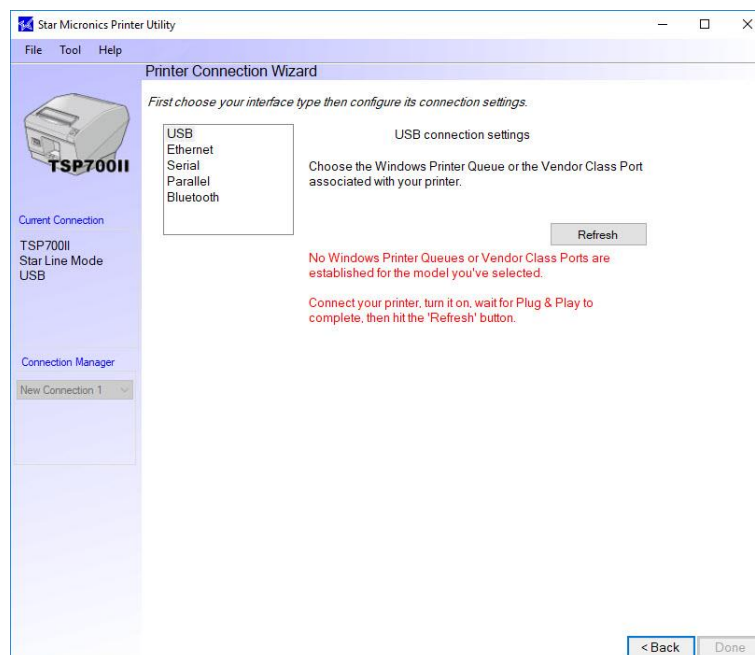 Star Micronics Printer Utility
File Tool Help
Printer Connection Wizard
First choose your interface type then configure its connection settings.
TSP700II
USB
Ethernet
Serial
Parallel
Bluetooth
USB connection settings
Choose the Windows Printer Queue or the Vendor Class Port
associated with your printer.
Refresh
No Windows Printer Queues or Vendor Class Ports are
established for the model you've selected.
Connect your printer, turn it on, wait for Plug & Play to
complete, then hit the 'Refresh' button.
Current Connection
TSP700II
Star Line Mode
USB
Connection Manager
New Connection 1
< Back Done